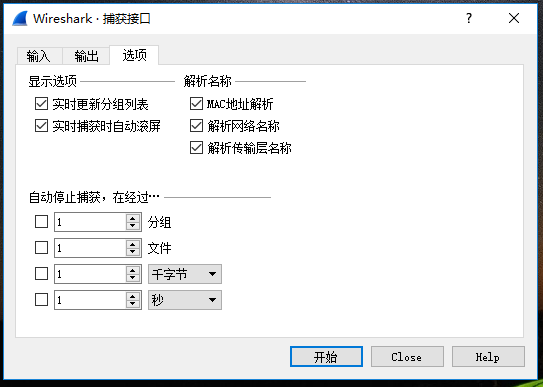 Wireshark · 捕获接口
输入 输出 选项
显示选项 解析名称
实时更新分组列表 MAC地址解析
实时捕获时自动滚屏 解析网络名称
解析传输层名称
自动停止捕获，在经过…
1 分组
1 文件
1 千字节
1 秒
开始 Close Help